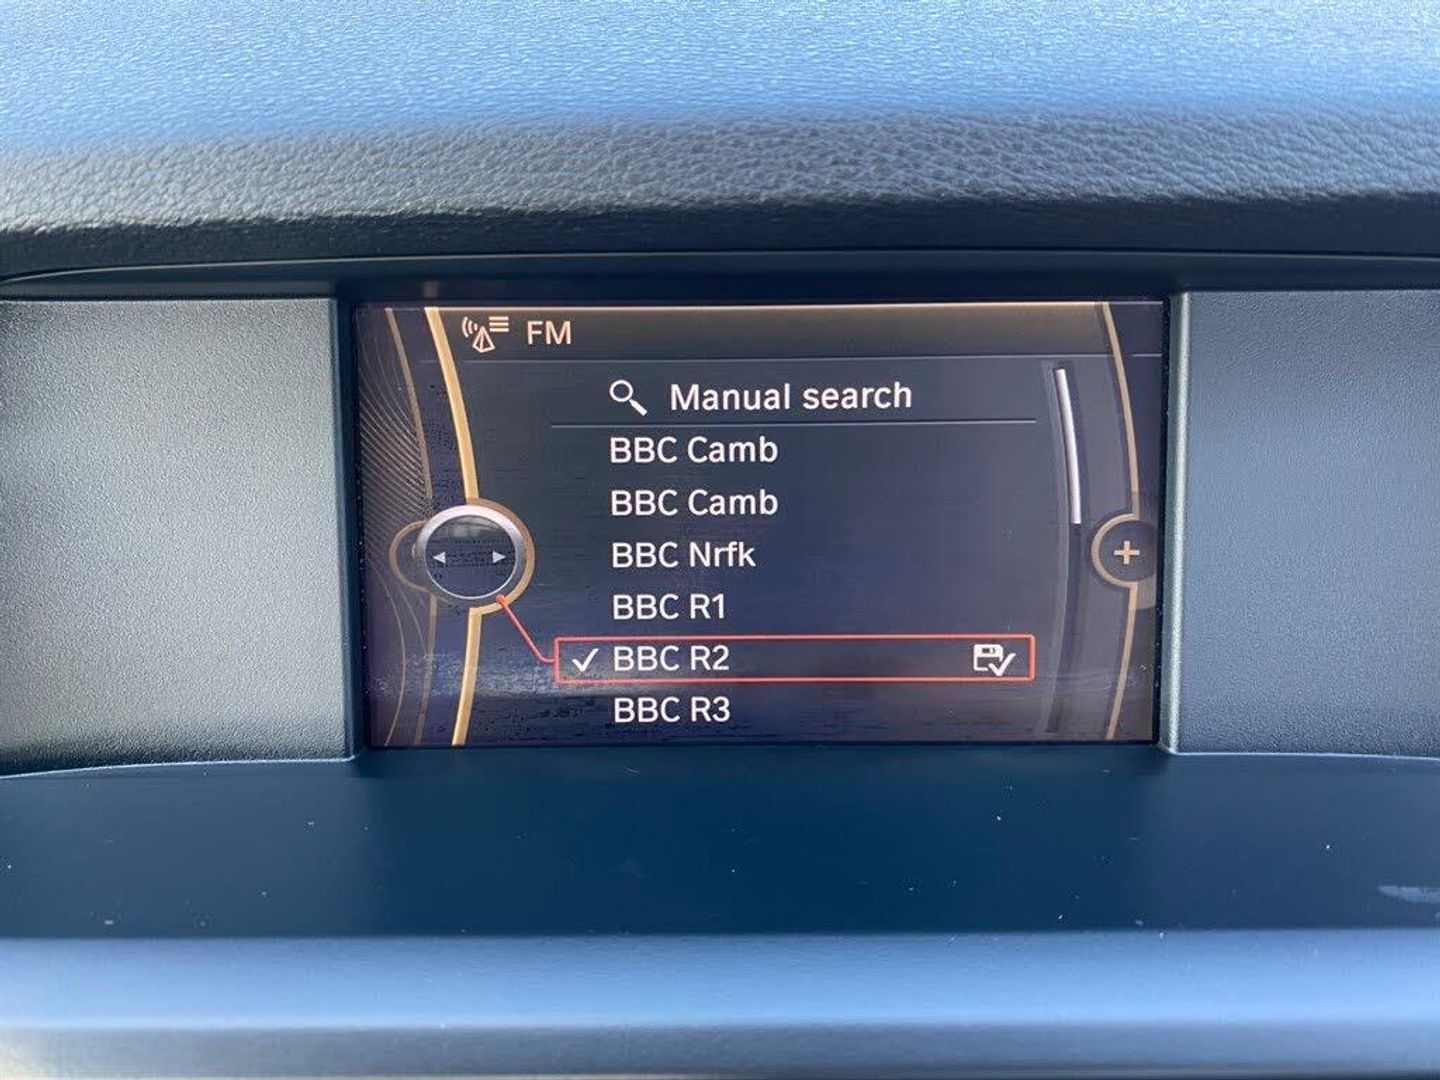 FM
Manual search
BBC Camb
BBC Camb
BBC Nrfk
BBC R1
BBC R2
BBC R3